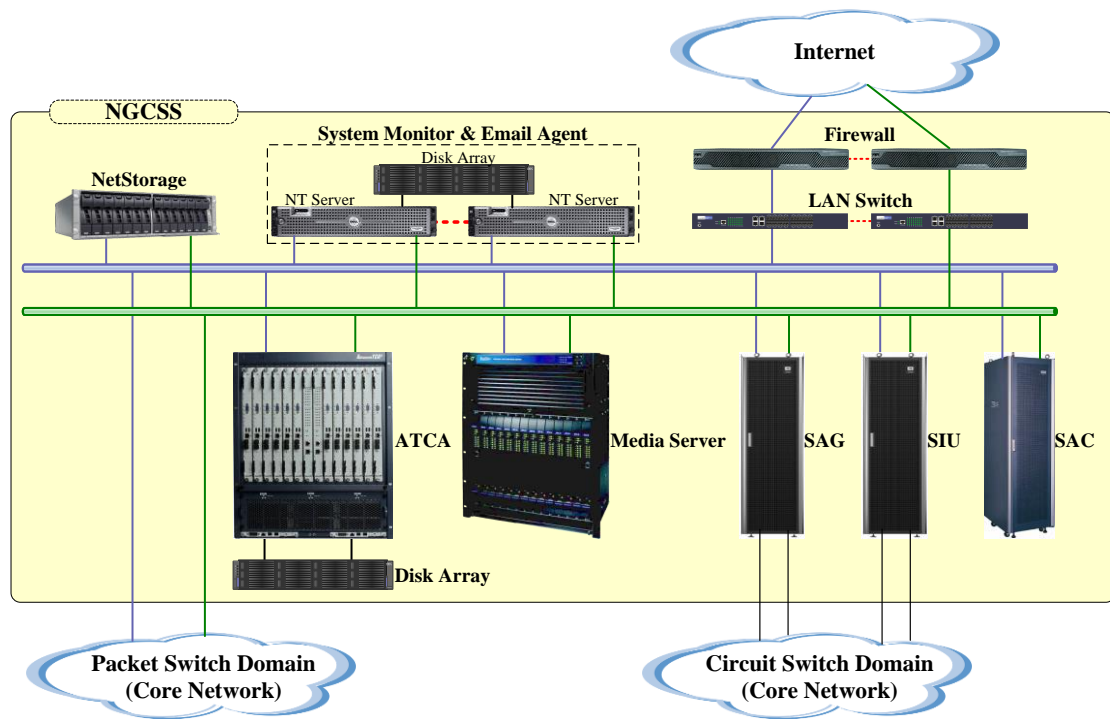 Internet
NGCSS
System Monitor & Email Agent
Firewall
Disk Array
NetStorage
NT Server
NT Server
LAN Switch
DELL
ATCA
Media Server
SAG
SIU
SAC
Disk Array
Packet Switch Domain
(Core Network)
Circuit Switch Domain
(Core Network)